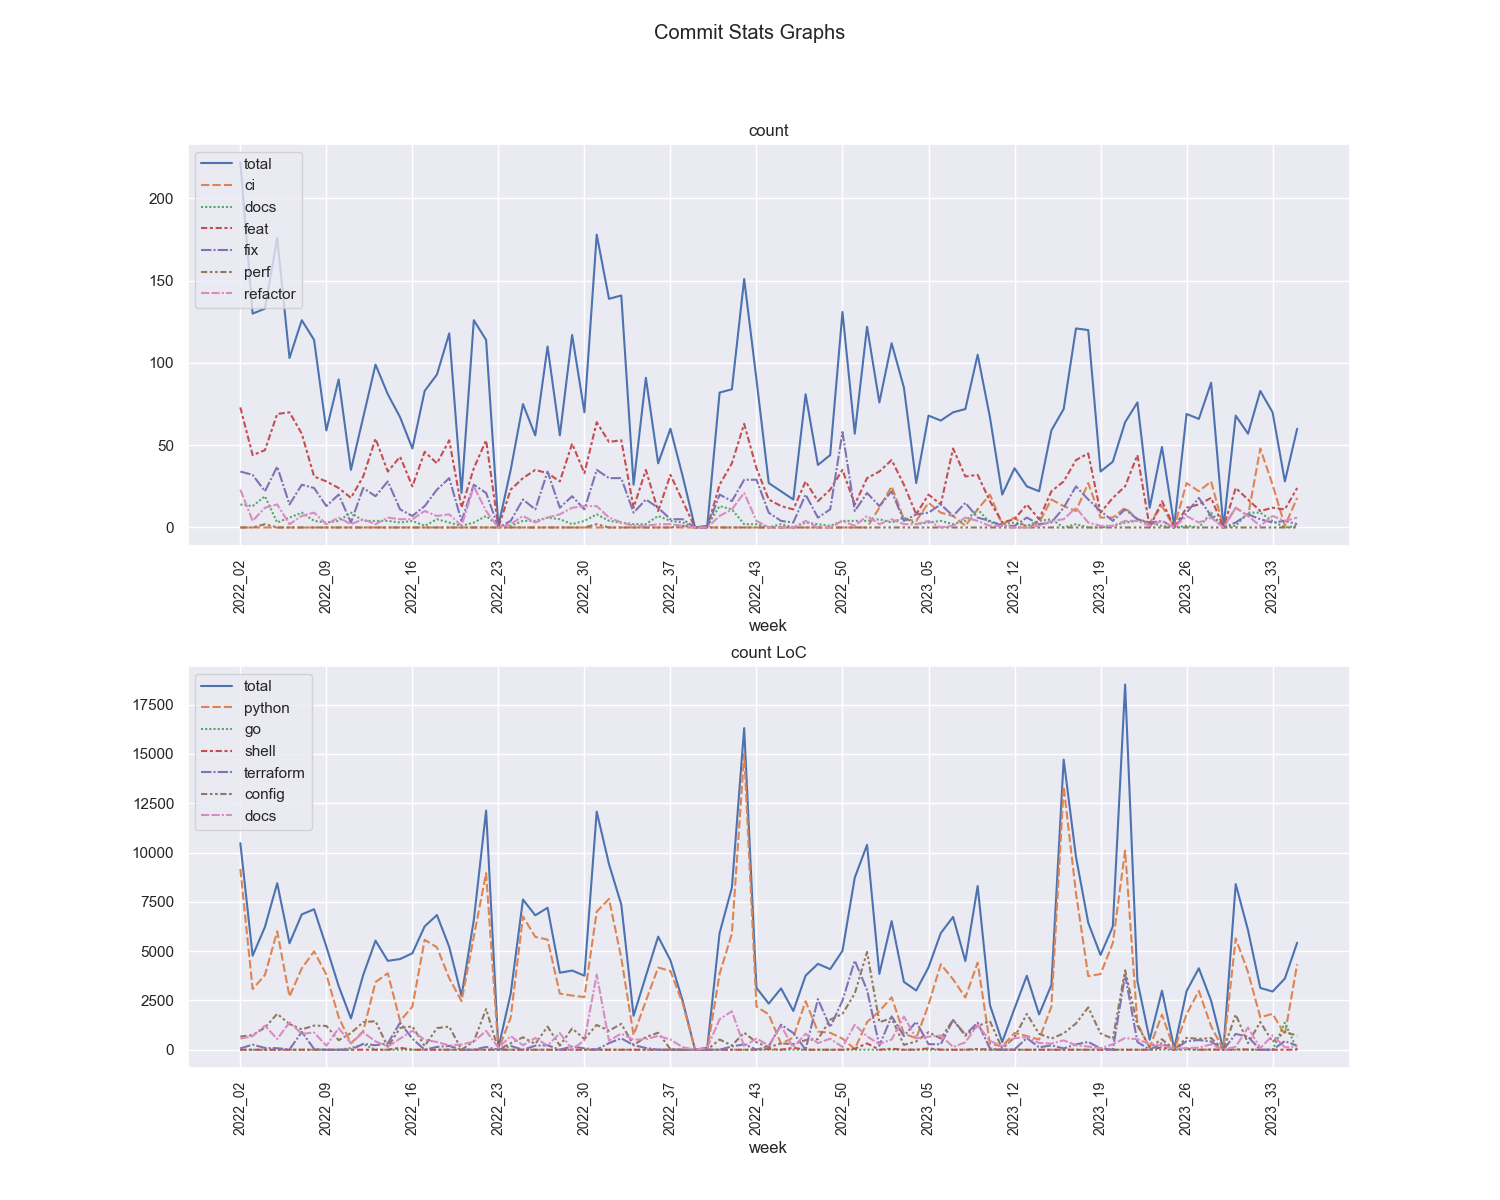 Commit Stats Graphs
count
total
ci
docs
feat
fix
perf
refactor
200
150
100
50
0
2022_02
2022_09
2022_16
2022_23
2022_30
2022_37
2022_43
2022_50
2023_05
2023_12
2023_19
2023_26
2023_33
week
count LoC
total
python
go
shell
terraform
config
docs
17500
15000
12500
10000
7500
5000
2500
0
2022_02
2022_09
2022_16
2022_23
2022_30
2022_37
2022_43
2022_50
2023_05
2023_12
2023_19
2023_26
2023_33
week